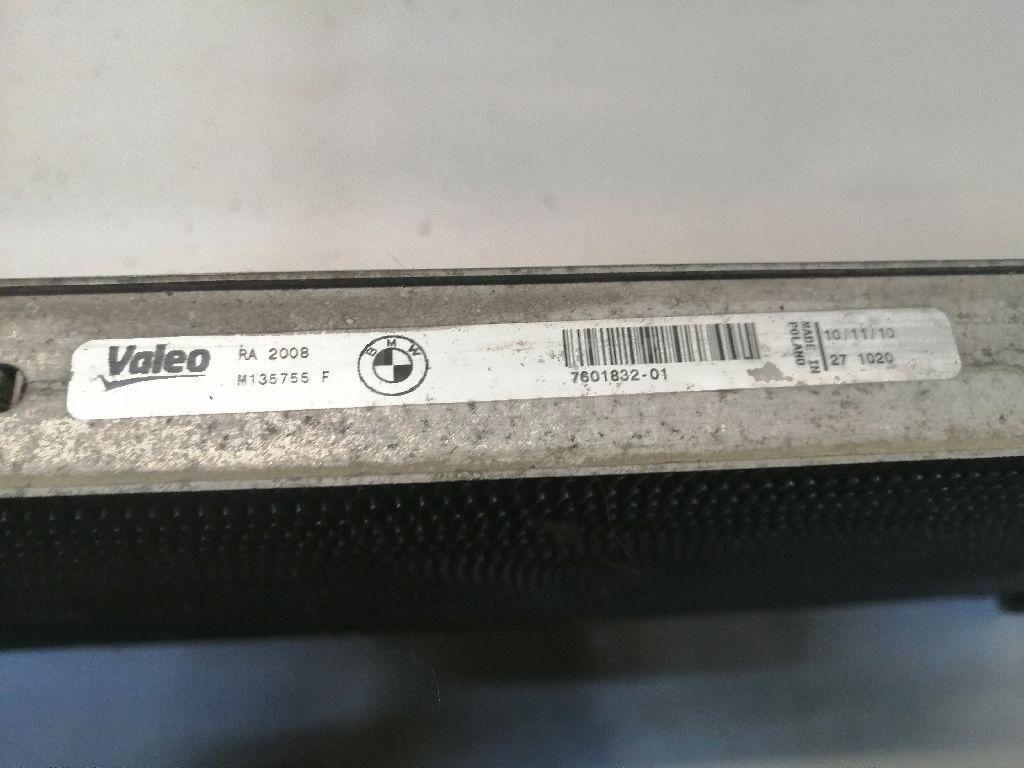 Valeo
RA 2008
M135755 F
BMW
7601832-01
MADE IN
POLAND
10/11/10
27 1020